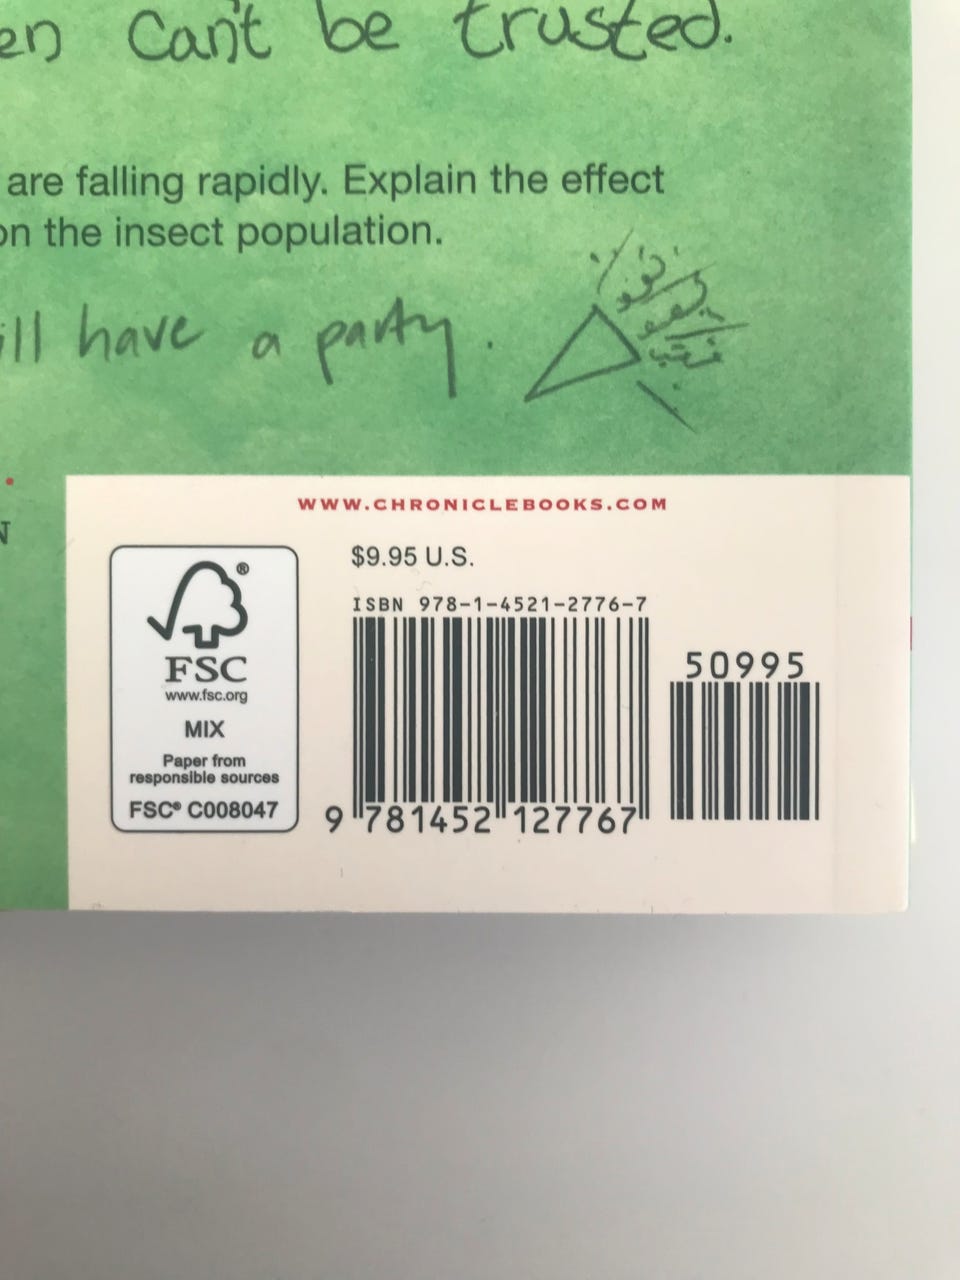 en can't be trusted.
are falling rapidly. Explain the effect
on the insect population.
ill have a party.
WWW.CHRONICLEBOOKS.COM
N
$9.95 U.S.
ISBN 978-1-4521-2776-7
50995
®
FSC
www.fsc.org
MIX
Paper from
responsible sources
FSC® C008047
9 781452 127767